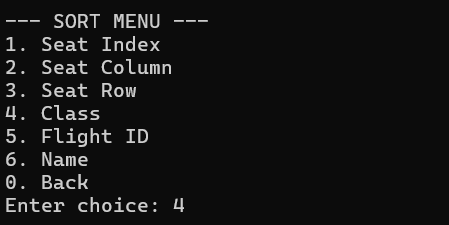 --- SORT MENU ---
1. Seat Index
2. Seat Column
3. Seat Row
4. Class
5. Flight ID
6. Name
0. Back
Enter choice: 4